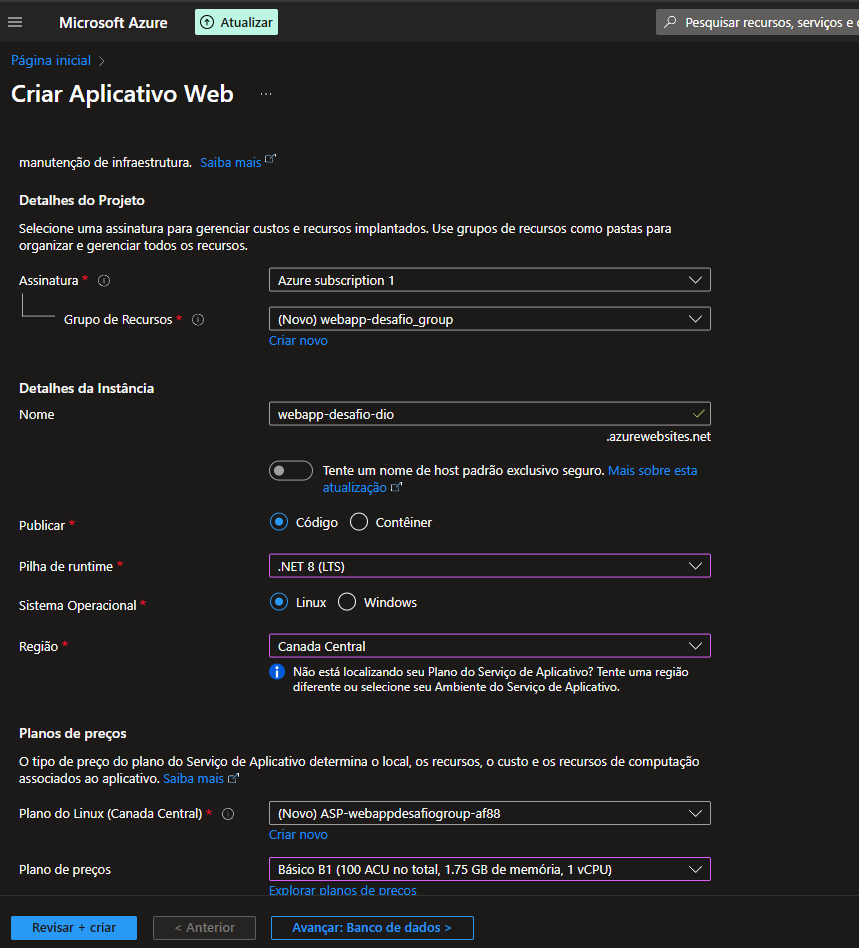 Microsoft Azure
Atualizar
Pesquisar recursos, serviços e
Página inicial >
Criar Aplicativo Web ...
manutenção de infraestrutura. Saiba mais
Detalhes do Projeto
Selecione uma assinatura para gerenciar custos e recursos implantados. Use grupos de recursos como pastas para
organizar e gerenciar todos os recursos.
Assinatura *
Azure subscription 1
Grupo de Recursos *
(Novo) webapp-desafio_group
Criar novo
Detalhes da Instância
Nome
webapp-desafio-dio
.azurewebsites.net
Tente um nome de host padrão exclusivo seguro. Mais sobre esta
atualização
Publicar *
Código
Contêiner
Pilha de runtime *
.NET 8 (LTS)
Sistema Operacional *
Linux
Windows
Região *
Canada Central
Não está localizando seu Plano do Serviço de Aplicativo? Tente uma região
diferente ou selecione seu Ambiente do Serviço de Aplicativo.
Planos de preços
O tipo de preço do plano do Serviço de Aplicativo determina o local, os recursos, o custo e os recursos de computação
associados ao aplicativo. Saiba mais
Plano do Linux (Canada Central) *
(Novo) ASP-webappdesafiogroup-af88
Criar novo
Plano de preços
Básico B1 (100 ACU no total, 1.75 GB de memória, 1 vCPU)
Explorar planos de preços
Revisar + criar
< Anterior
Avançar: Banco de dados >